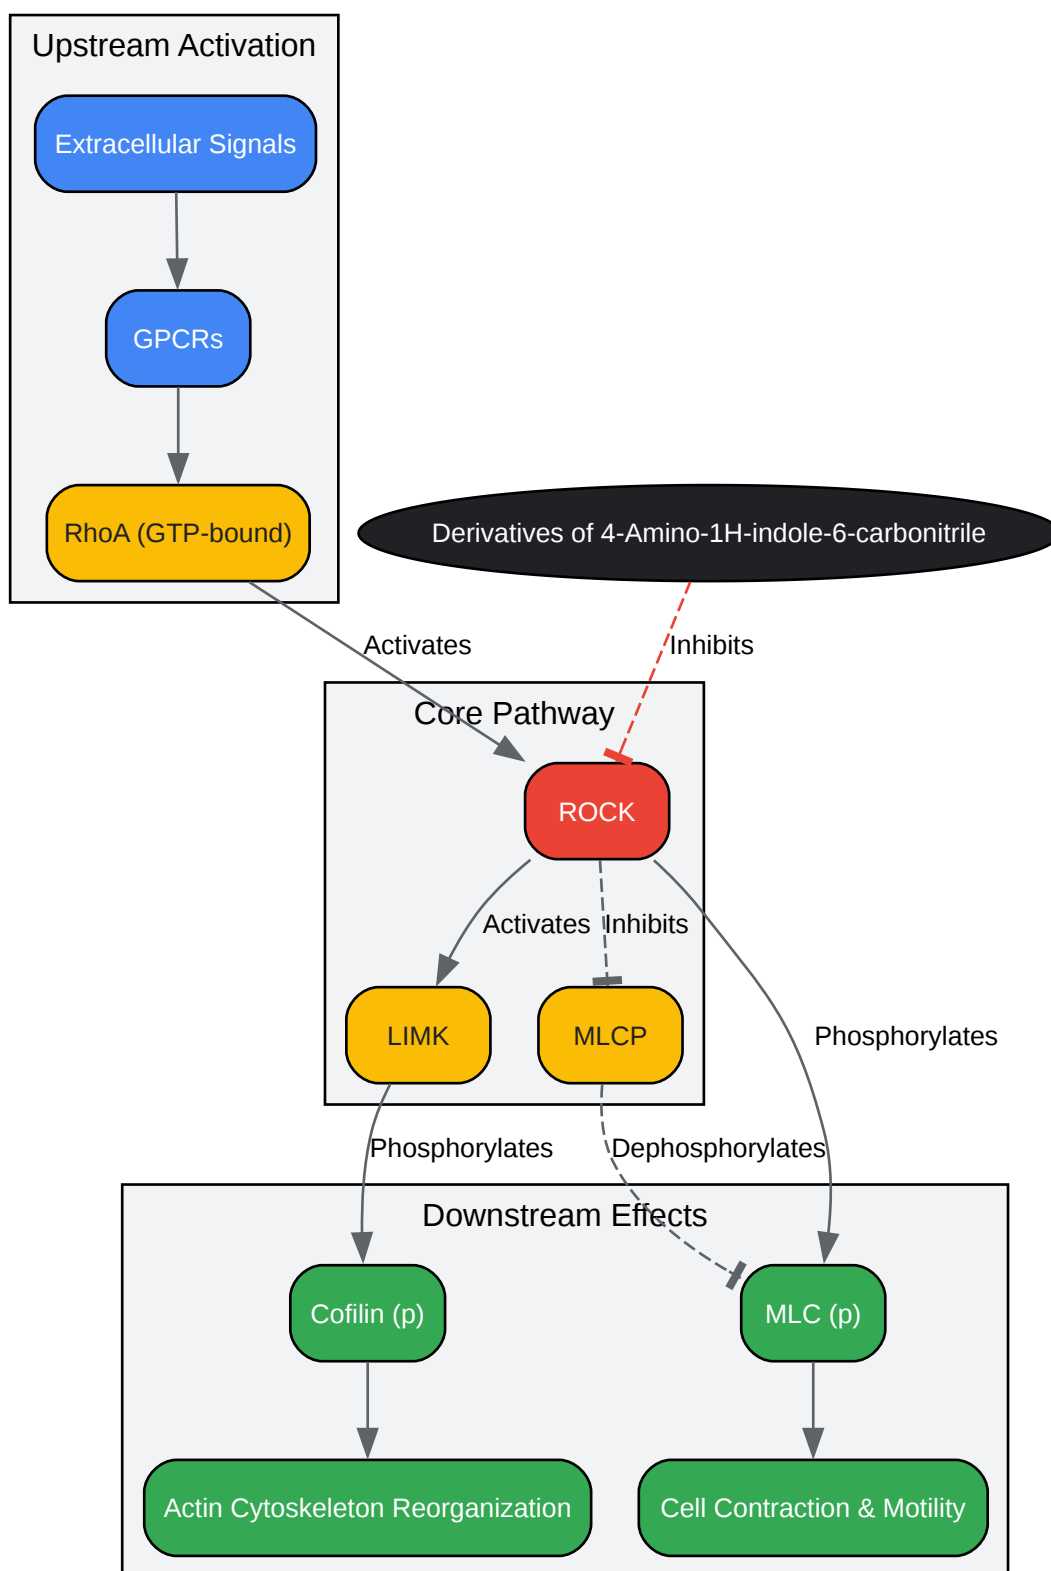 Upstream Activation
Extracellular Signals
GPCRs
RhoA (GTP-bound)
Derivatives of 4-Amino-1H-indole-6-carbonitrile
Activates
Inhibits
Core Pathway
ROCK
Activates
Inhibits
LIMK
MLCP
Phosphorylates
Phosphorylates
Dephosphorylates
Downstream Effects
Cofilin (p)
MLC (p)
Actin Cytoskeleton Reorganization
Cell Contraction & Motility